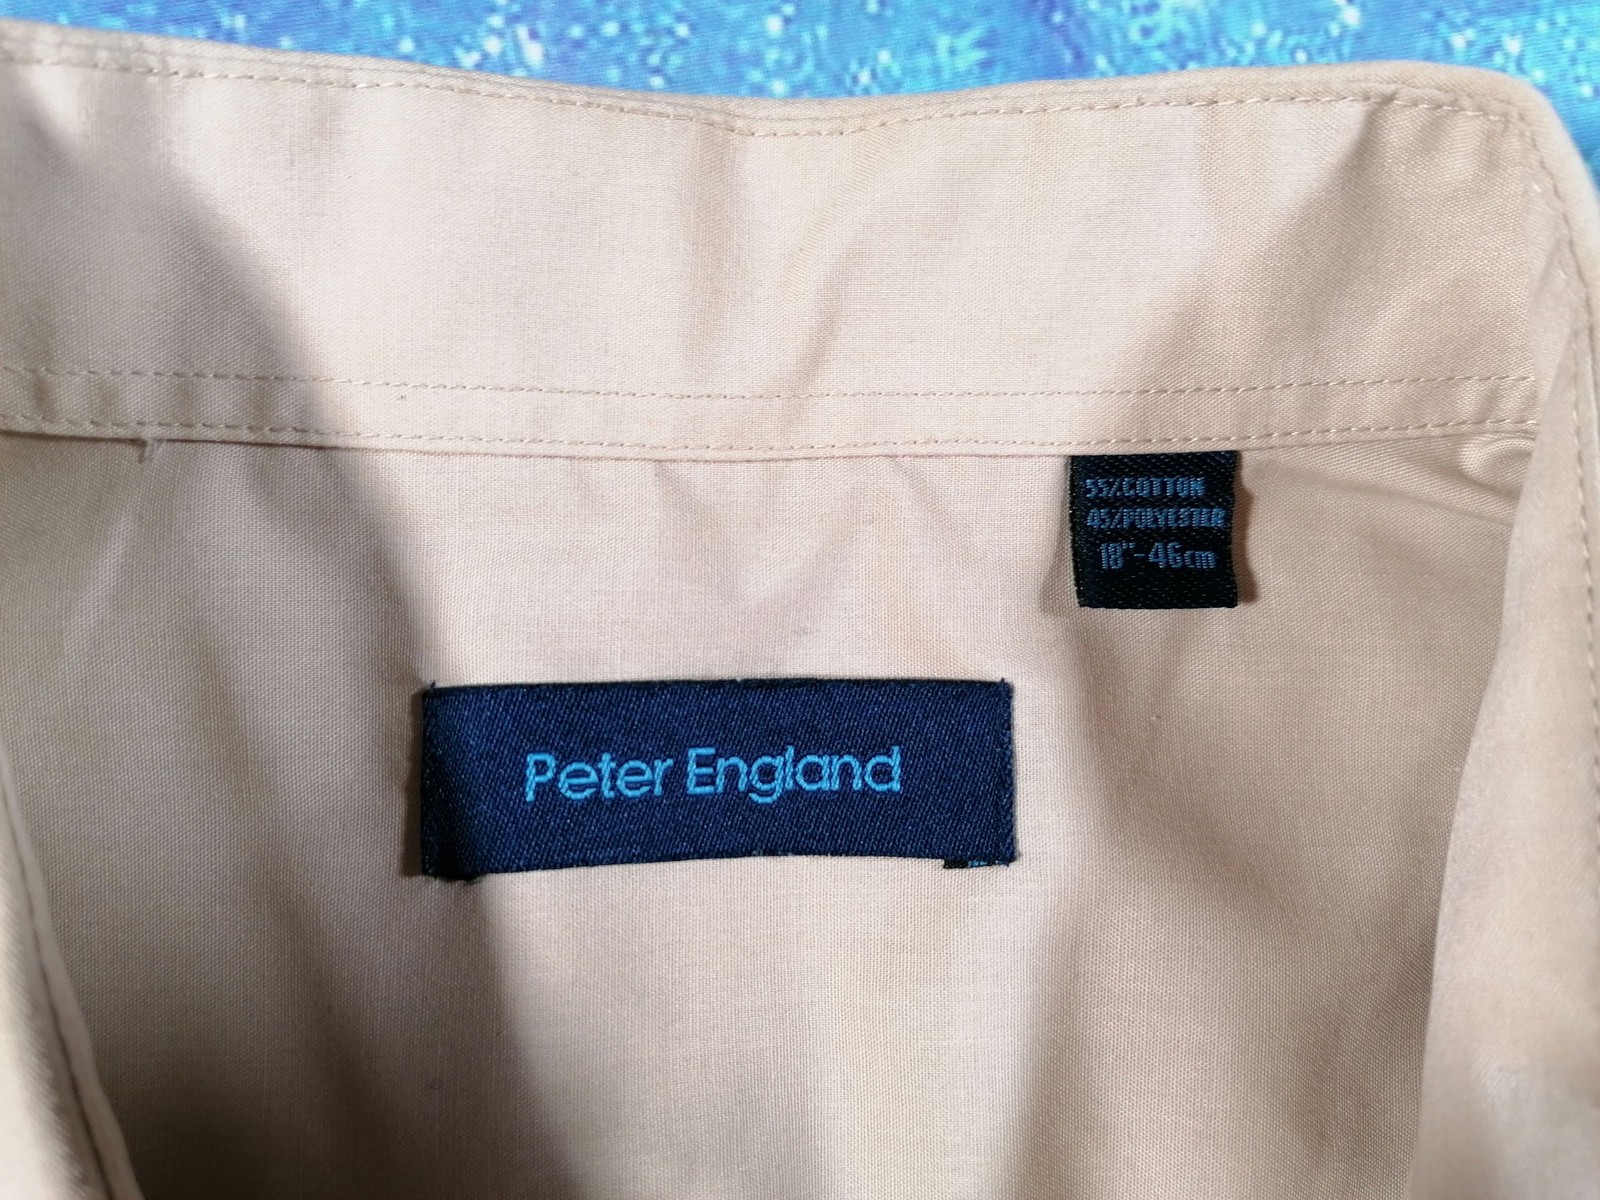 55%COTTON
45%POLYESTER
18"-46cm
Peter England